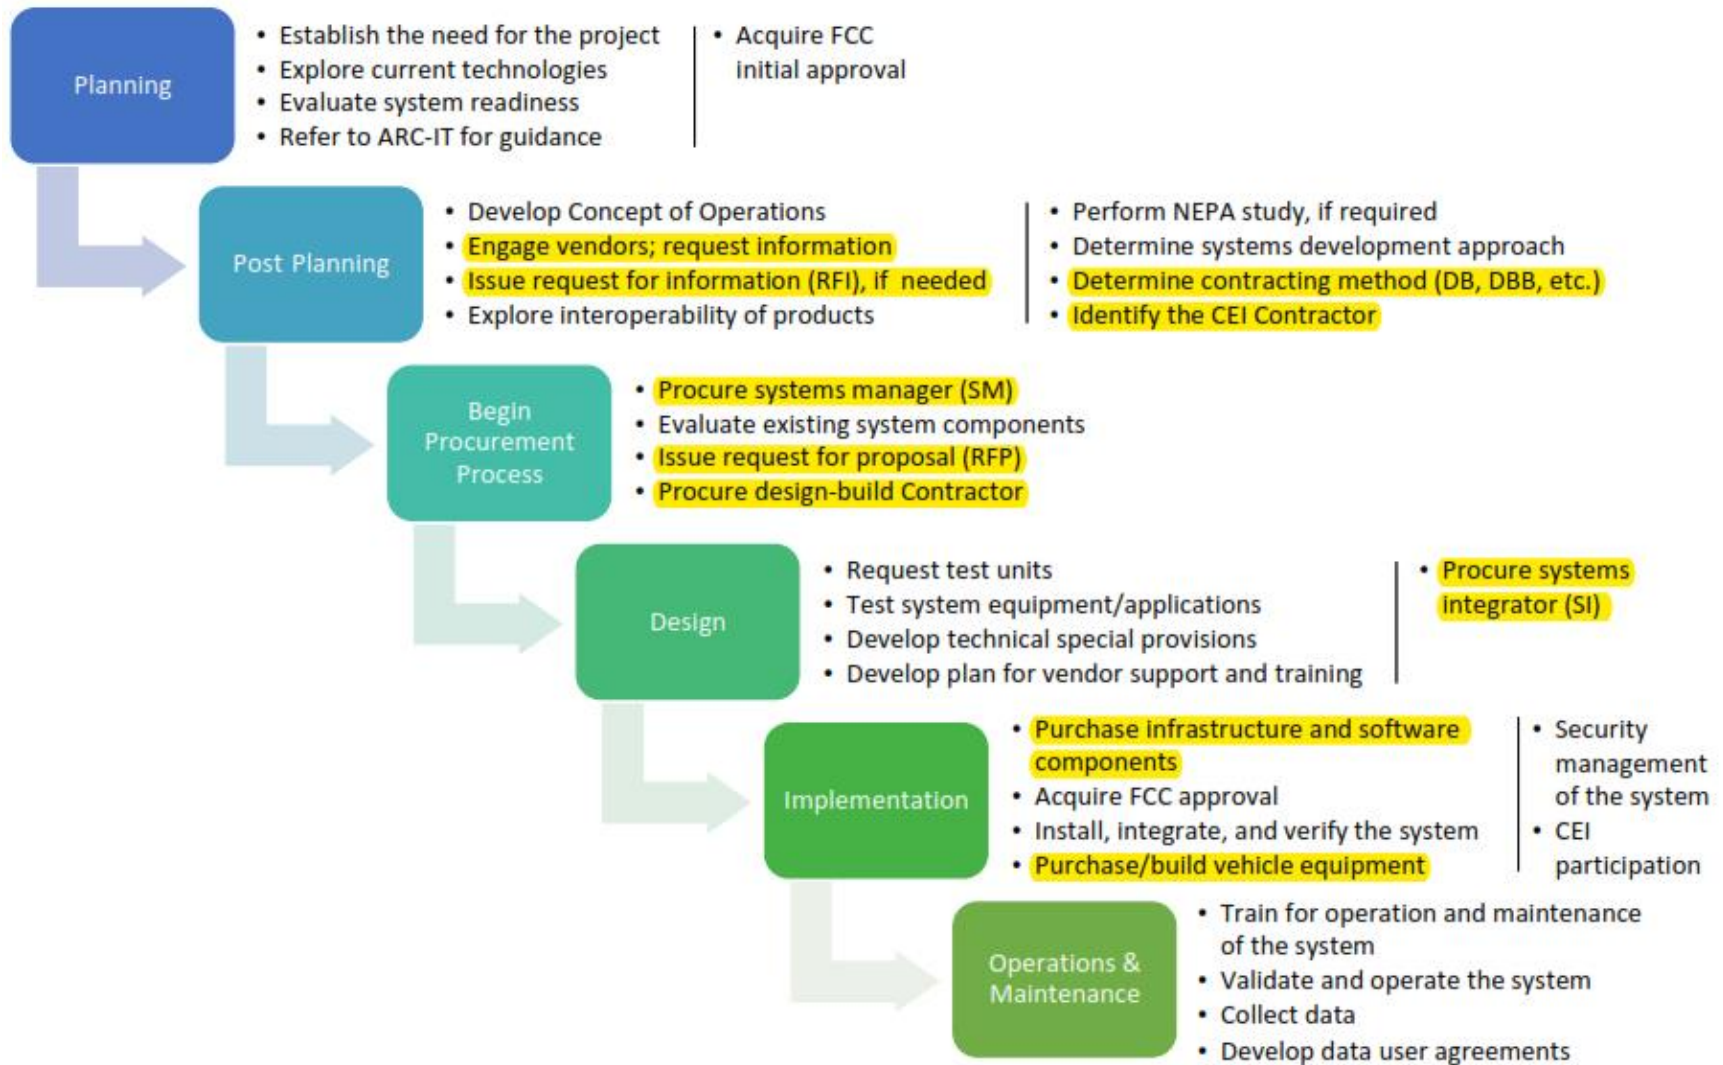 Planning
• Establish the need for the project
• Explore current technologies
• Evaluate system readiness
• Refer to ARC-IT for guidance
• Acquire FCC
initial approval
Post Planning
• Develop Concept of Operations
• Engage vendors; request information
• Issue request for information (RFI), if needed
• Explore interoperability of products
• Perform NEPA study, if required
• Determine systems development approach
• Determine contracting method (DB, DBB, etc.)
• Identify the CEI Contractor
Begin
Procurement
Process
• Procure systems manager (SM)
• Evaluate existing system components
• Issue request for proposal (RFP)
• Procure design-build Contractor
Design
• Request test units
• Test system equipment/applications
• Develop technical special provisions
• Develop plan for vendor support and training
• Procure systems
integrator (SI)
Implementation
• Purchase infrastructure and software
components
• Acquire FCC approval
• Install, integrate, and verify the system
• Purchase/build vehicle equipment
• Security
management
of the system
• CEI
participation
Operations &
Maintenance
• Train for operation and maintenance
of the system
• Validate and operate the system
• Collect data
• Develop data user agreements